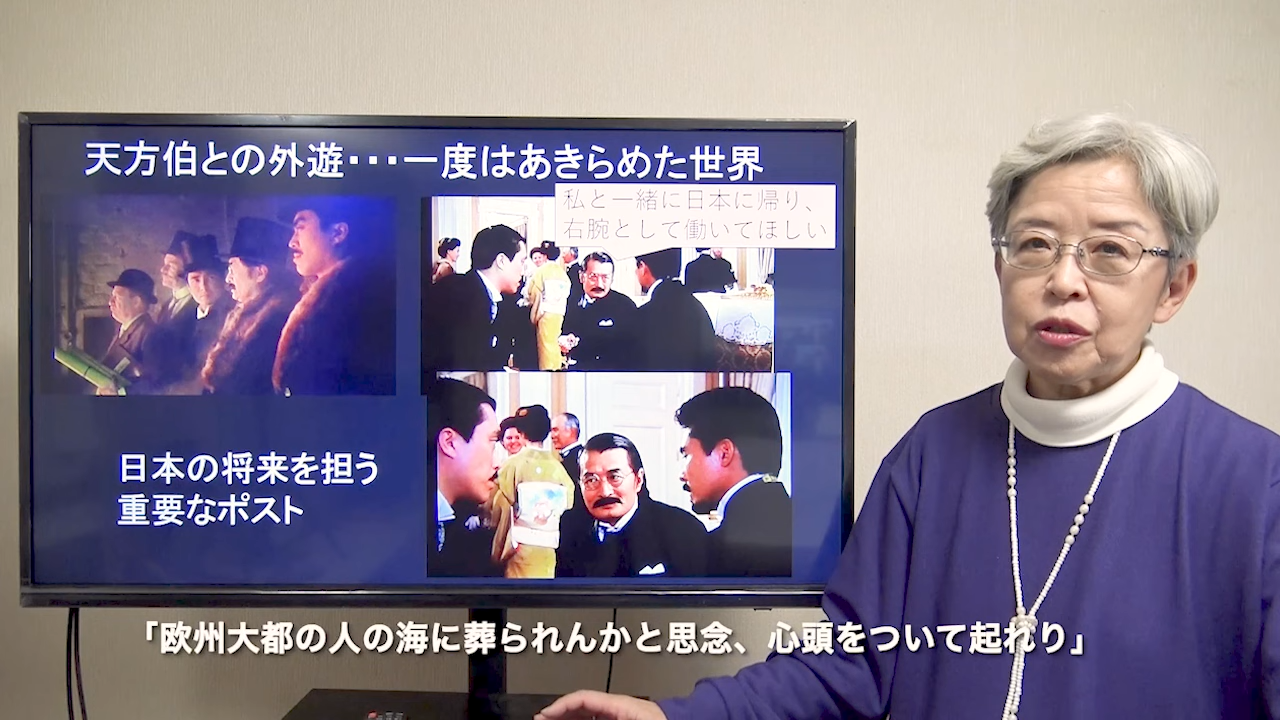 天方伯との外遊・・・一度はあきらめた世界
私と一緒に日本に帰り、
右腕として働いてほしい
日本の将来を担う
重要なポスト
「欧州大都の人の海に葬られんかと思念、心頭をついて起れり」